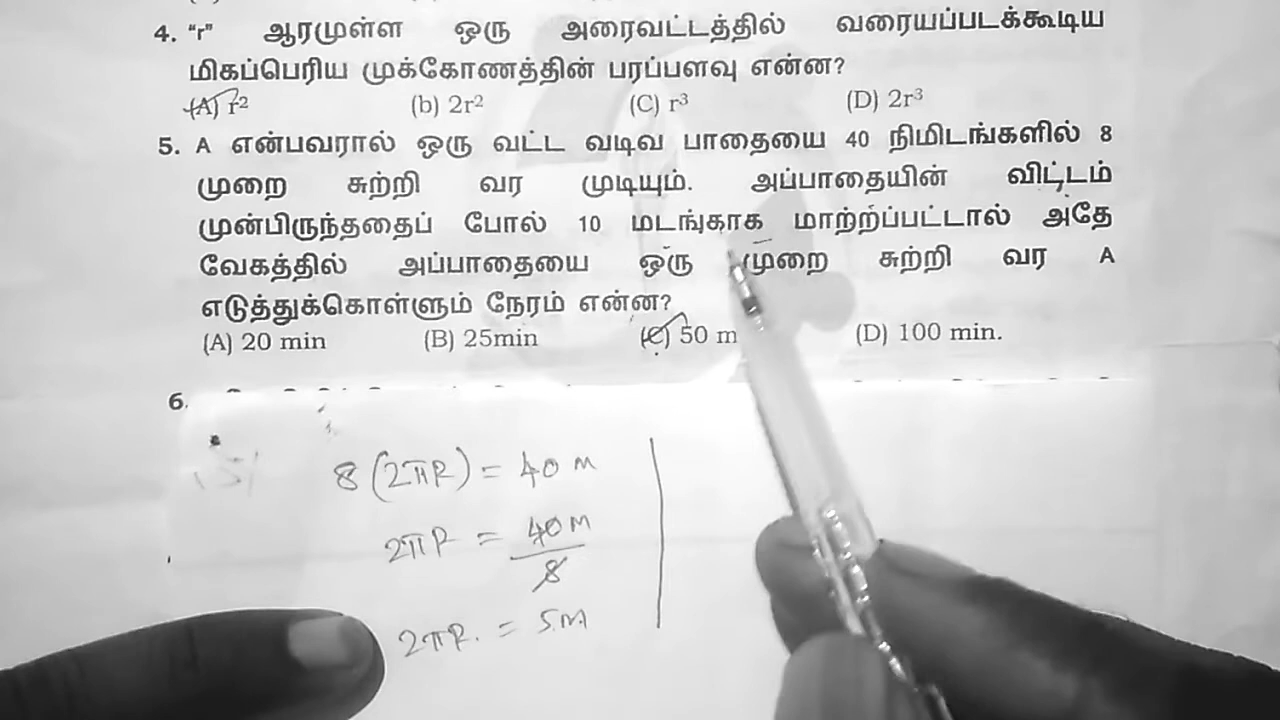 4. "r" ஆரமுள்ள ஒரு அரைவட்டத்தில் வரையப்படக்கூடிய
மிகப்பெரிய முக்கோணத்தின் பரப்பளவு என்ன?
(A) r² (b) 2r² (C) r³ (D) 2r³
5. A என்பவரால் ஒரு வட்ட வடிவ பாதையை 40 நிமிடங்களில் 8
முறை சுற்றி வர முடியும். அப்பாதையின் விட்டம்
முன்பிருந்ததைப் போல் 10 மடங்காக மாற்ற்ப்பட்டால் அதே
வேகத்தில் அப்பாதையை ஒரு முறை சுற்றி வர A
எடுத்துக்கொள்ளும் நேரம் என்ன?
(A) 20 min (B) 25min (C) 50 m (D) 100 min.
6.
8 (2πR) = 40 M
2πR = 40M / 8
2πR. = 5M